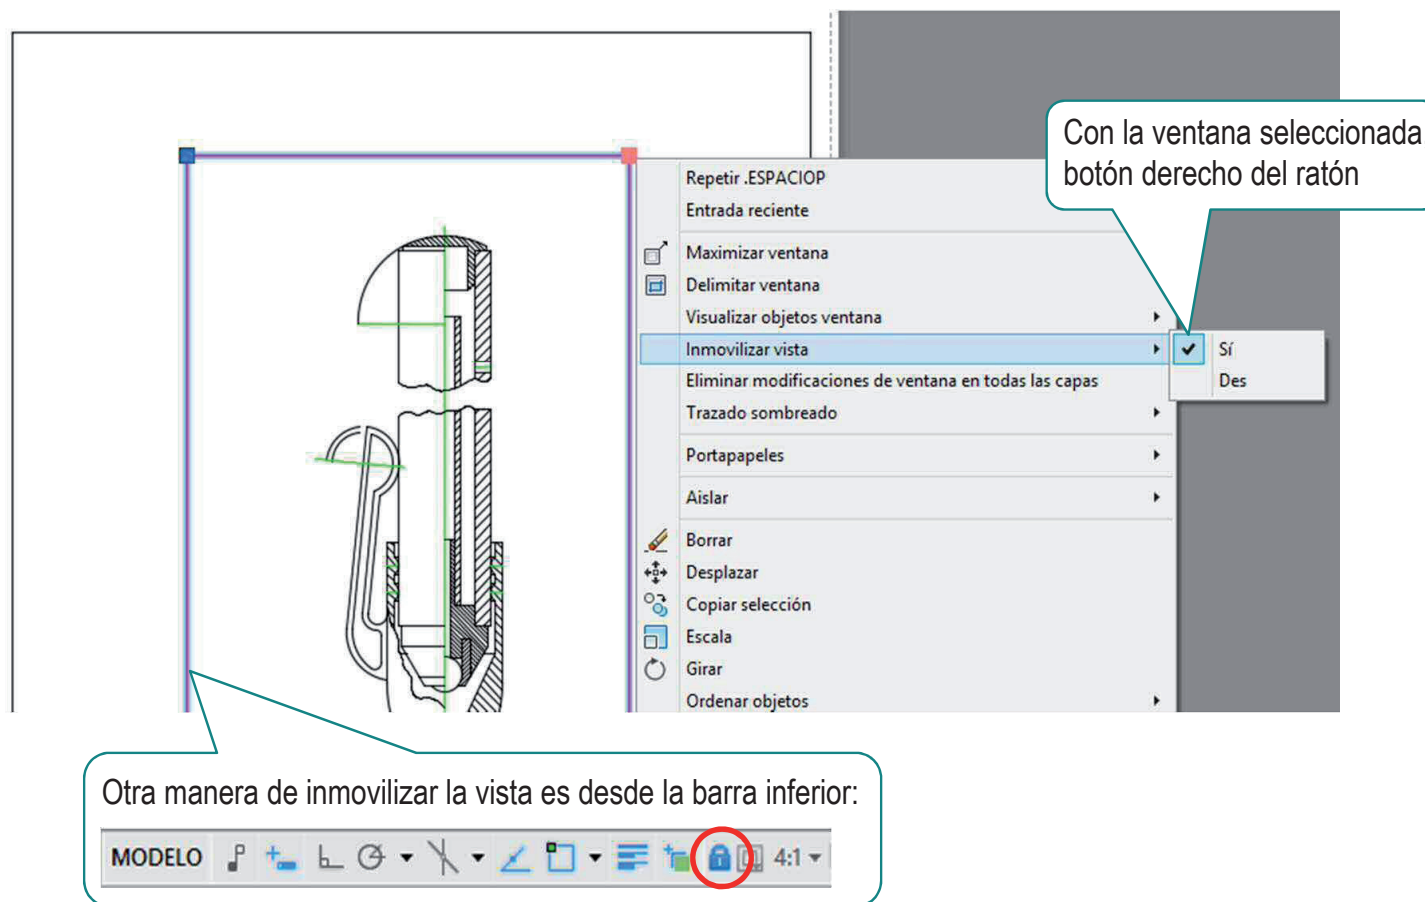 Con la ventana seleccionada
botón derecho del ratón
Repetir .ESPACIOP
Entrada reciente
Maximizar ventana
Delimitar ventana
Visualizar objetos ventana
Inmovilizar vista
Sí
Des
Eliminar modificaciones de ventana en todas las capas
Trazado sombreado
Portapapeles
Aislar
Borrar
Desplazar
Copiar selección
Escala
Girar
Ordenar objetos
Otra manera de inmovilizar la vista es desde la barra inferior:
MODELO 4:1